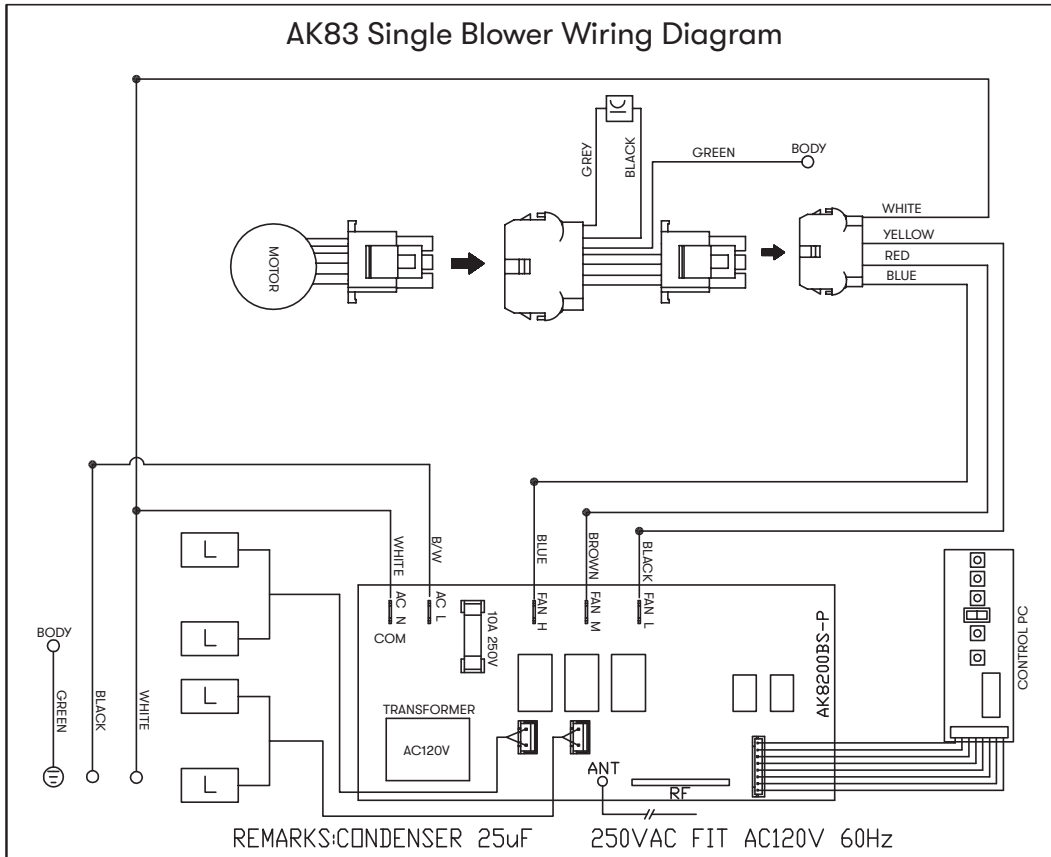 AK83 Single Blower Wiring Diagram
GREY
BLACK
GREEN
BODY
MOTOR
WHITE
YELLOW
RED
BLUE
WHITE
B/W
BLUE
BROWN
BLACK
AC N
AC L
COM
10A 250V
FAN H
FAN M
FAN L
AK8200BS-P
CONTROL PC
L
L
L
L
BODY
GREEN
BLACK
WHITE
TRANSFORMER
AC120V
ANT
RF
REMARKS:CONDENSER 25uF 250VAC FIT AC120V 60Hz